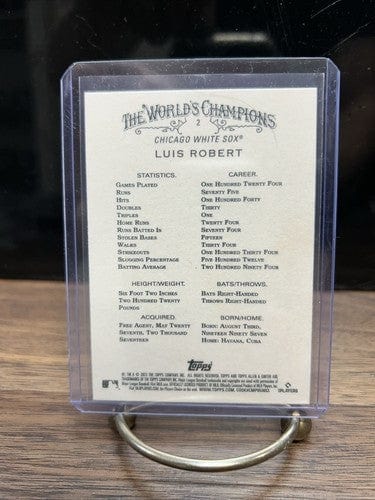 THE WORLD'S CHAMPIONS
2
CHICAGO WHITE SOX®
LUIS ROBERT
STATISTICS. CAREER.
GAMES PLAYED ONE HUNDRED TWENTY FOUR
RUNS SEVENTY FIVE
HITS ONE HUNDRED FORTY
DOUBLES THIRTY
TRIPLES ONE
HOME RUNS TWENTY FOUR
RUNS BATTED IN SEVENTY FOUR
STOLEN BASES FIFTEEN
WALKS THIRTY FOUR
STRIKEOUTS ONE HUNDRED THIRTY FOUR
SLUGGING PERCENTAGE FIVE HUNDRED TWELVE
BATTING AVERAGE TWO HUNDRED NINETY FOUR
HEIGHT/WEIGHT. BATS/THROWS.
SIX FOOT TWO INCHES BATS RIGHT-HANDED
TWO HUNDRED TWENTY THROWS RIGHT-HANDED
POUNDS
ACQUIRED. BORN/HOME.
FREE AGENT, MAY TWENTY BORN: AUGUST THIRD,
SEVENTH, TWO THOUSAND NINETEEN NINETY SEVEN
SEVENTEEN HOME: HAVANA, CUBA
Topps